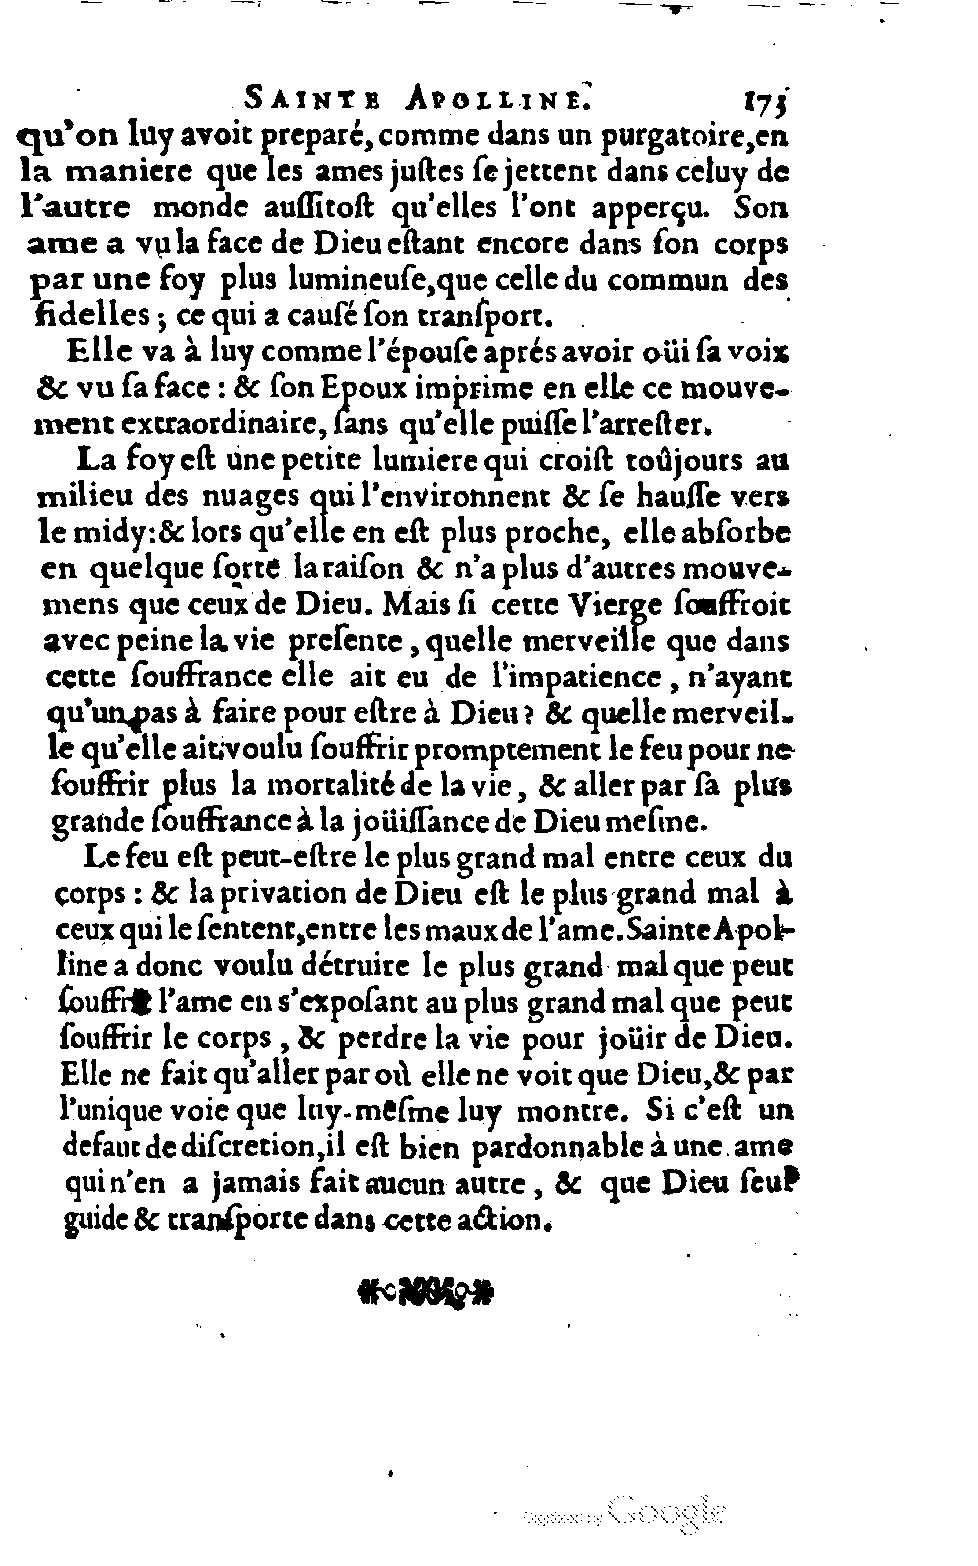 SAINTE APOLLINE. 175
qu'on luy avoit preparé, comme dans un purgatoire, en
la maniere que les ames juſtes ſe jettent dans celuy de
l'autre monde auſſitoſt qu'elles l'ont apperçu. Son
ame a vu la face de Dieu eſtant encore dans ſon corps
par une foy plus lumineuſe, que celle du commun des
fidelles ; ce qui a cauſé ſon tranſport.
Elle va à luy comme l'épouſe aprés avoir oüi ſa voix
& vu ſa face : & ſon Epoux imprime en elle ce mouve-
ment extraordinaire, ſans qu'elle puiſſe l'arreſter.
La foy eſt une petite lumiere qui croiſt toûjours au
milieu des nuages qui l'environnent & ſe hauſſe vers
le midy : & lors qu'elle en eſt plus proche, elle abſorbe
en quelque ſorte la raiſon & n'a plus d'autres mouve-
mens que ceux de Dieu. Mais ſi cette Vierge ſouffroit
avec peine la vie preſente, quelle merveille que dans
cette ſouffrance elle ait eu de l'impatience, n'ayant
qu'un pas à faire pour eſtre à Dieu ? & quelle merveil-
le qu'elle ait voulu ſouffrir promptement le feu pour ne
ſouffrir plus la mortalité de la vie, & aller par ſa plus
grande ſouffrance à la joüiſſance de Dieu meſme.
Le feu eſt peut-eſtre le plus grand mal entre ceux du
corps : & la privation de Dieu eſt le plus grand mal à
ceux qui le ſentent, entre les maux de l'ame. Sainte Apol-
line a donc voulu détruire le plus grand mal que peut
ſouffrir l'ame en s'expoſant au plus grand mal que peut
ſouffrir le corps, & perdre la vie pour joüir de Dieu.
Elle ne fait qu'aller par où elle ne voit que Dieu, & par
l'unique voie que luy-meſme luy montre. Si c'eſt un
defaut de diſcretion, il eſt bien pardonnable à une ame
qui n'en a jamais fait aucun autre, & que Dieu ſeul
guide & tranſporte dans cette action.
Digitized by Google